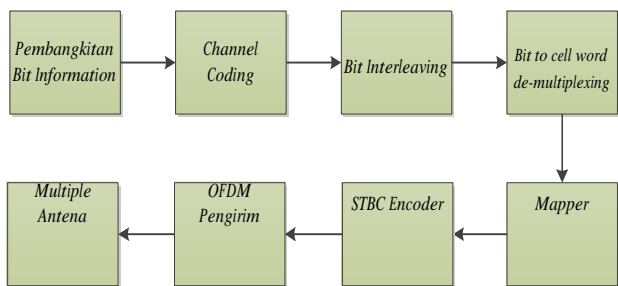 Pembangkitan
Bit Information
Channel
Coding
Bit Interleaving
Bit to cell word
de-multiplexing
Mapper
STBC Encoder
OFDM
Pengirim
Multiple
Antena